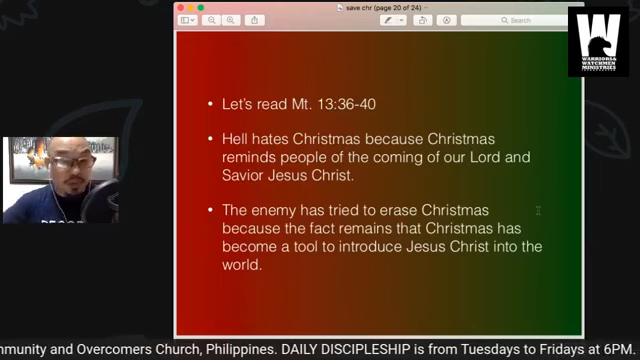 save chr (page 20 of 24)
Search
WARRIORS & WATCHMEN
MINISTRIES
• Let's read Mt. 13:36-40
• Hell hates Christmas because Christmas
reminds people of the coming of our Lord and
Savior Jesus Christ.
• The enemy has tried to erase Christmas
because the fact remains that Christmas has
become a tool to introduce Jesus Christ into the
world.
mmunity and Overcomers Church, Philippines. DAILY DISCIPLESHIP is from Tuesdays to Fridays at 6PM.